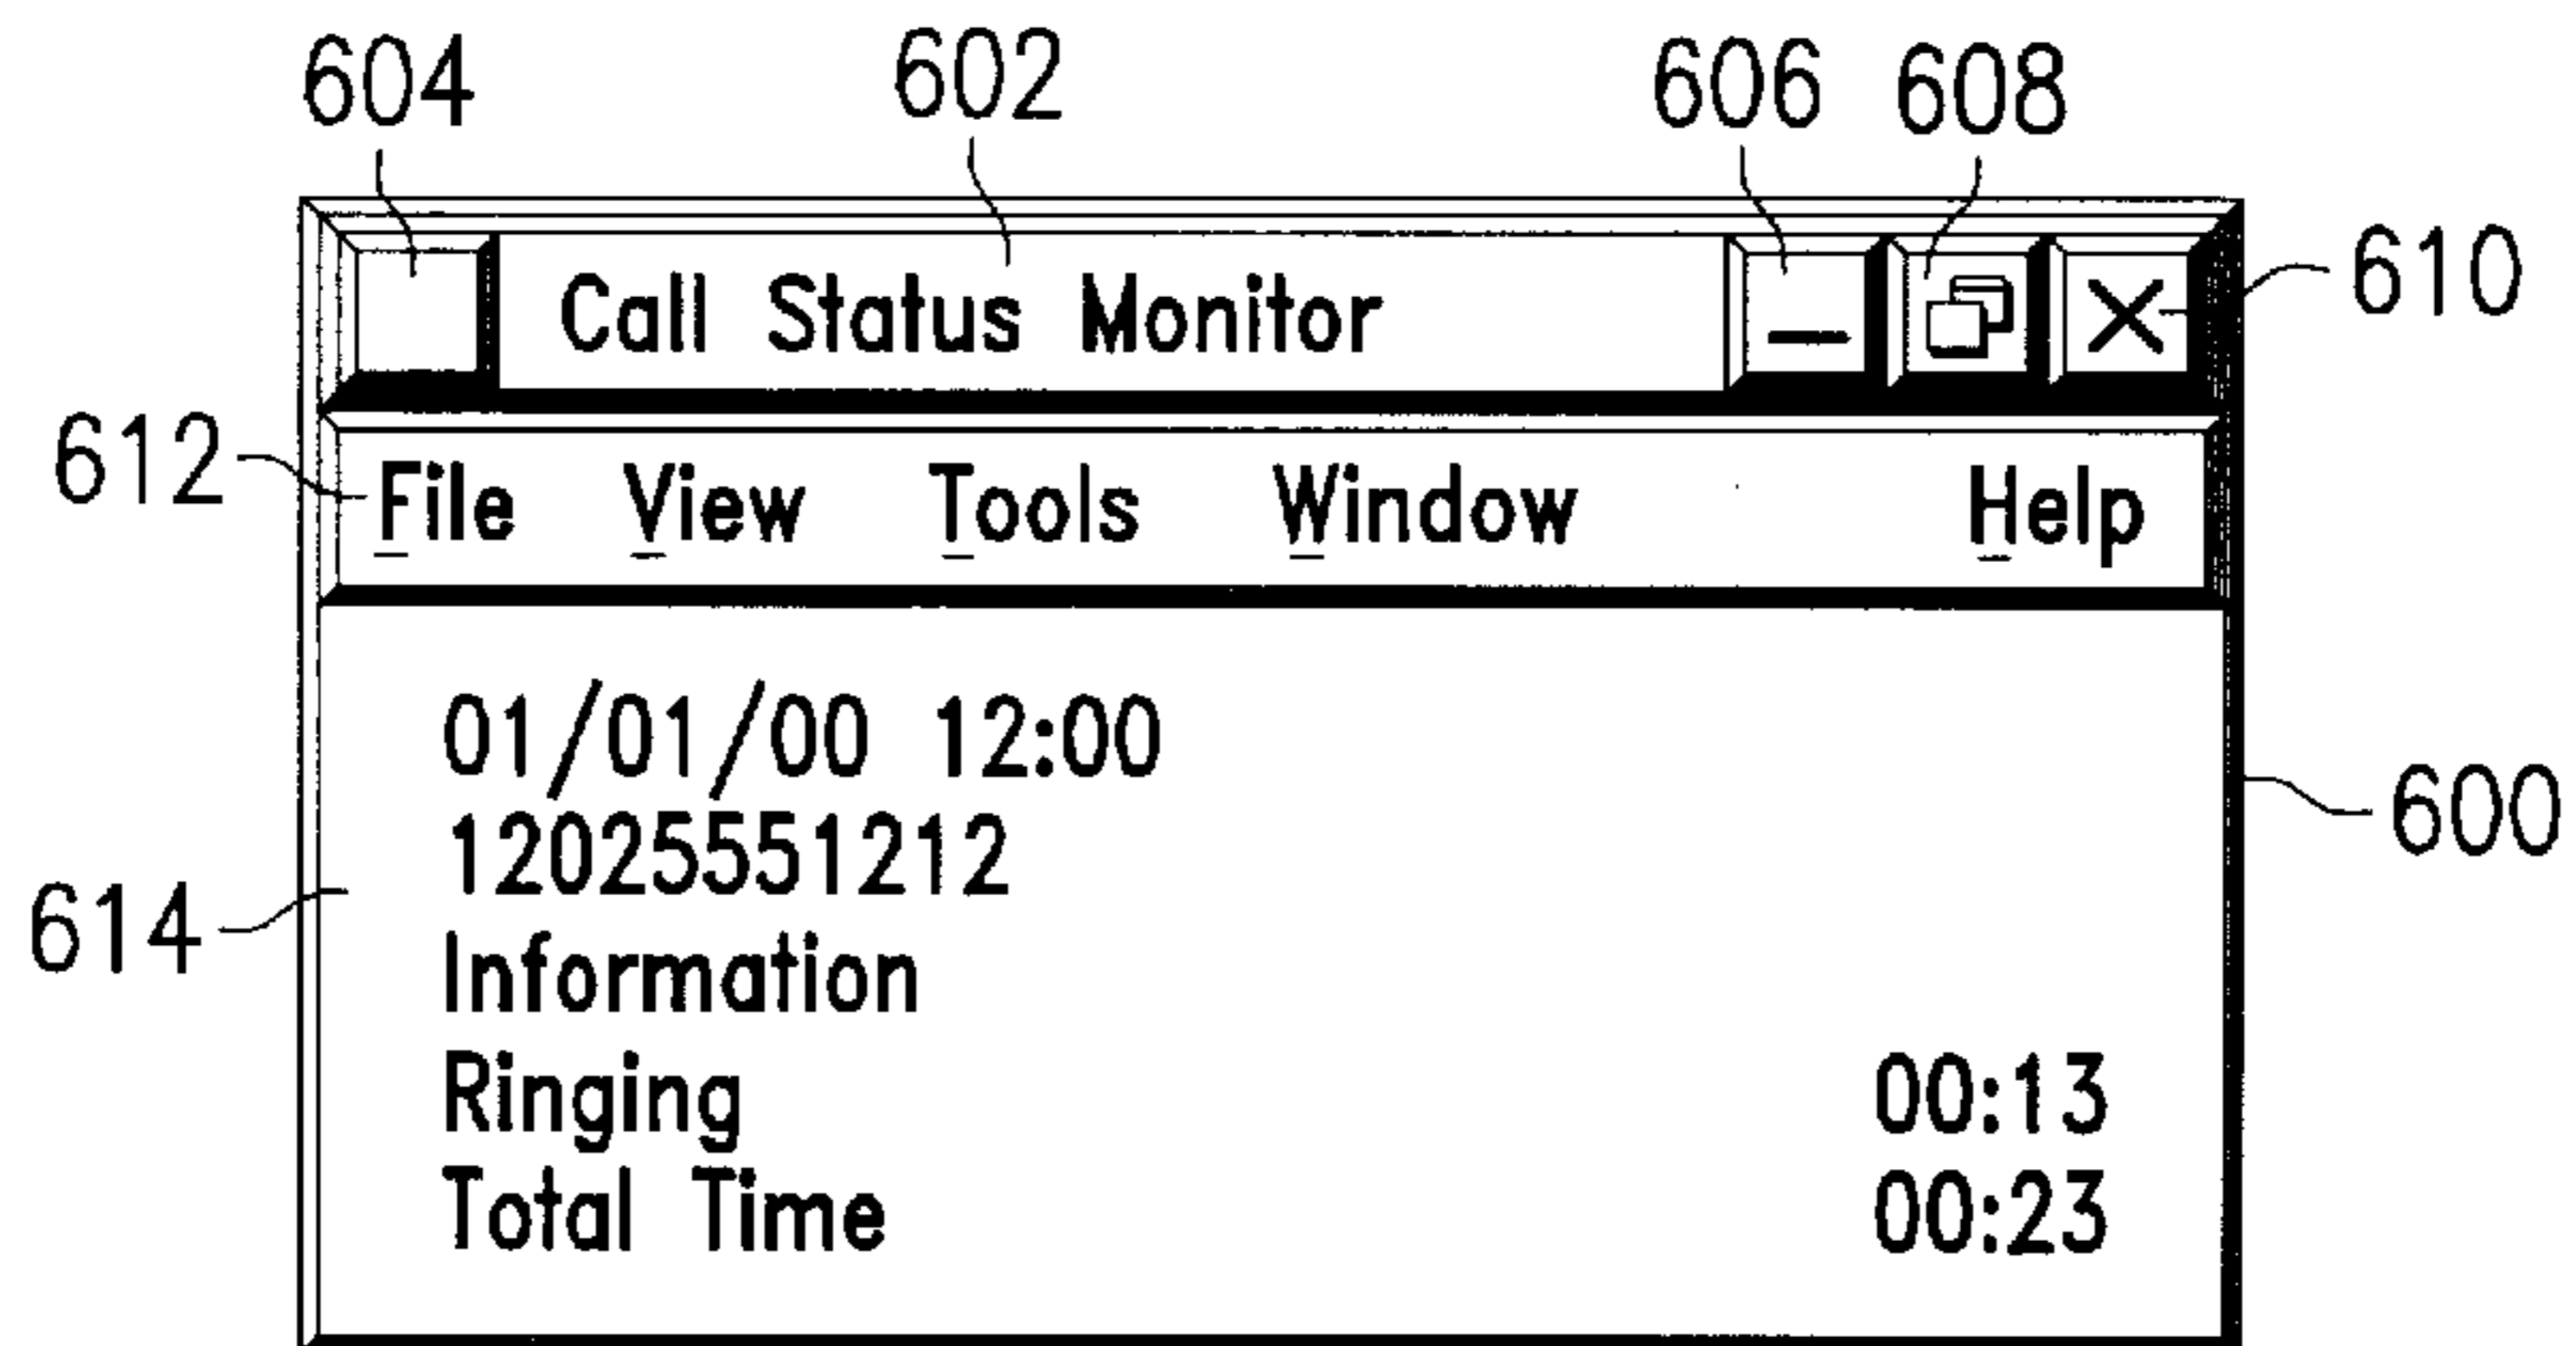 604 602 606 608
Call Status Monitor 610
612 File View Tools Window Help
01/01/00 12:00
600
12025551212
614
Information
Ringing 00:13
Total Time 00:23